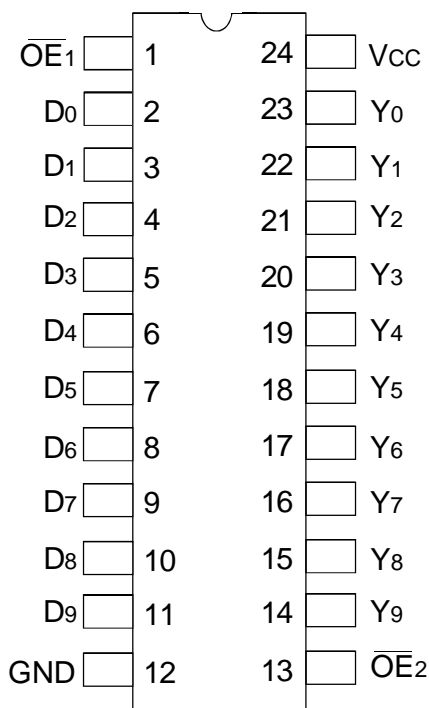 O̅E̅1 1 24 VCC
D0 2 23 Y0
D1 3 22 Y1
D2 4 21 Y2
D3 5 20 Y3
D4 6 19 Y4
D5 7 18 Y5
D6 8 17 Y6
D7 9 16 Y7
D8 10 15 Y8
D9 11 14 Y9
GND 12 13 O̅E̅2